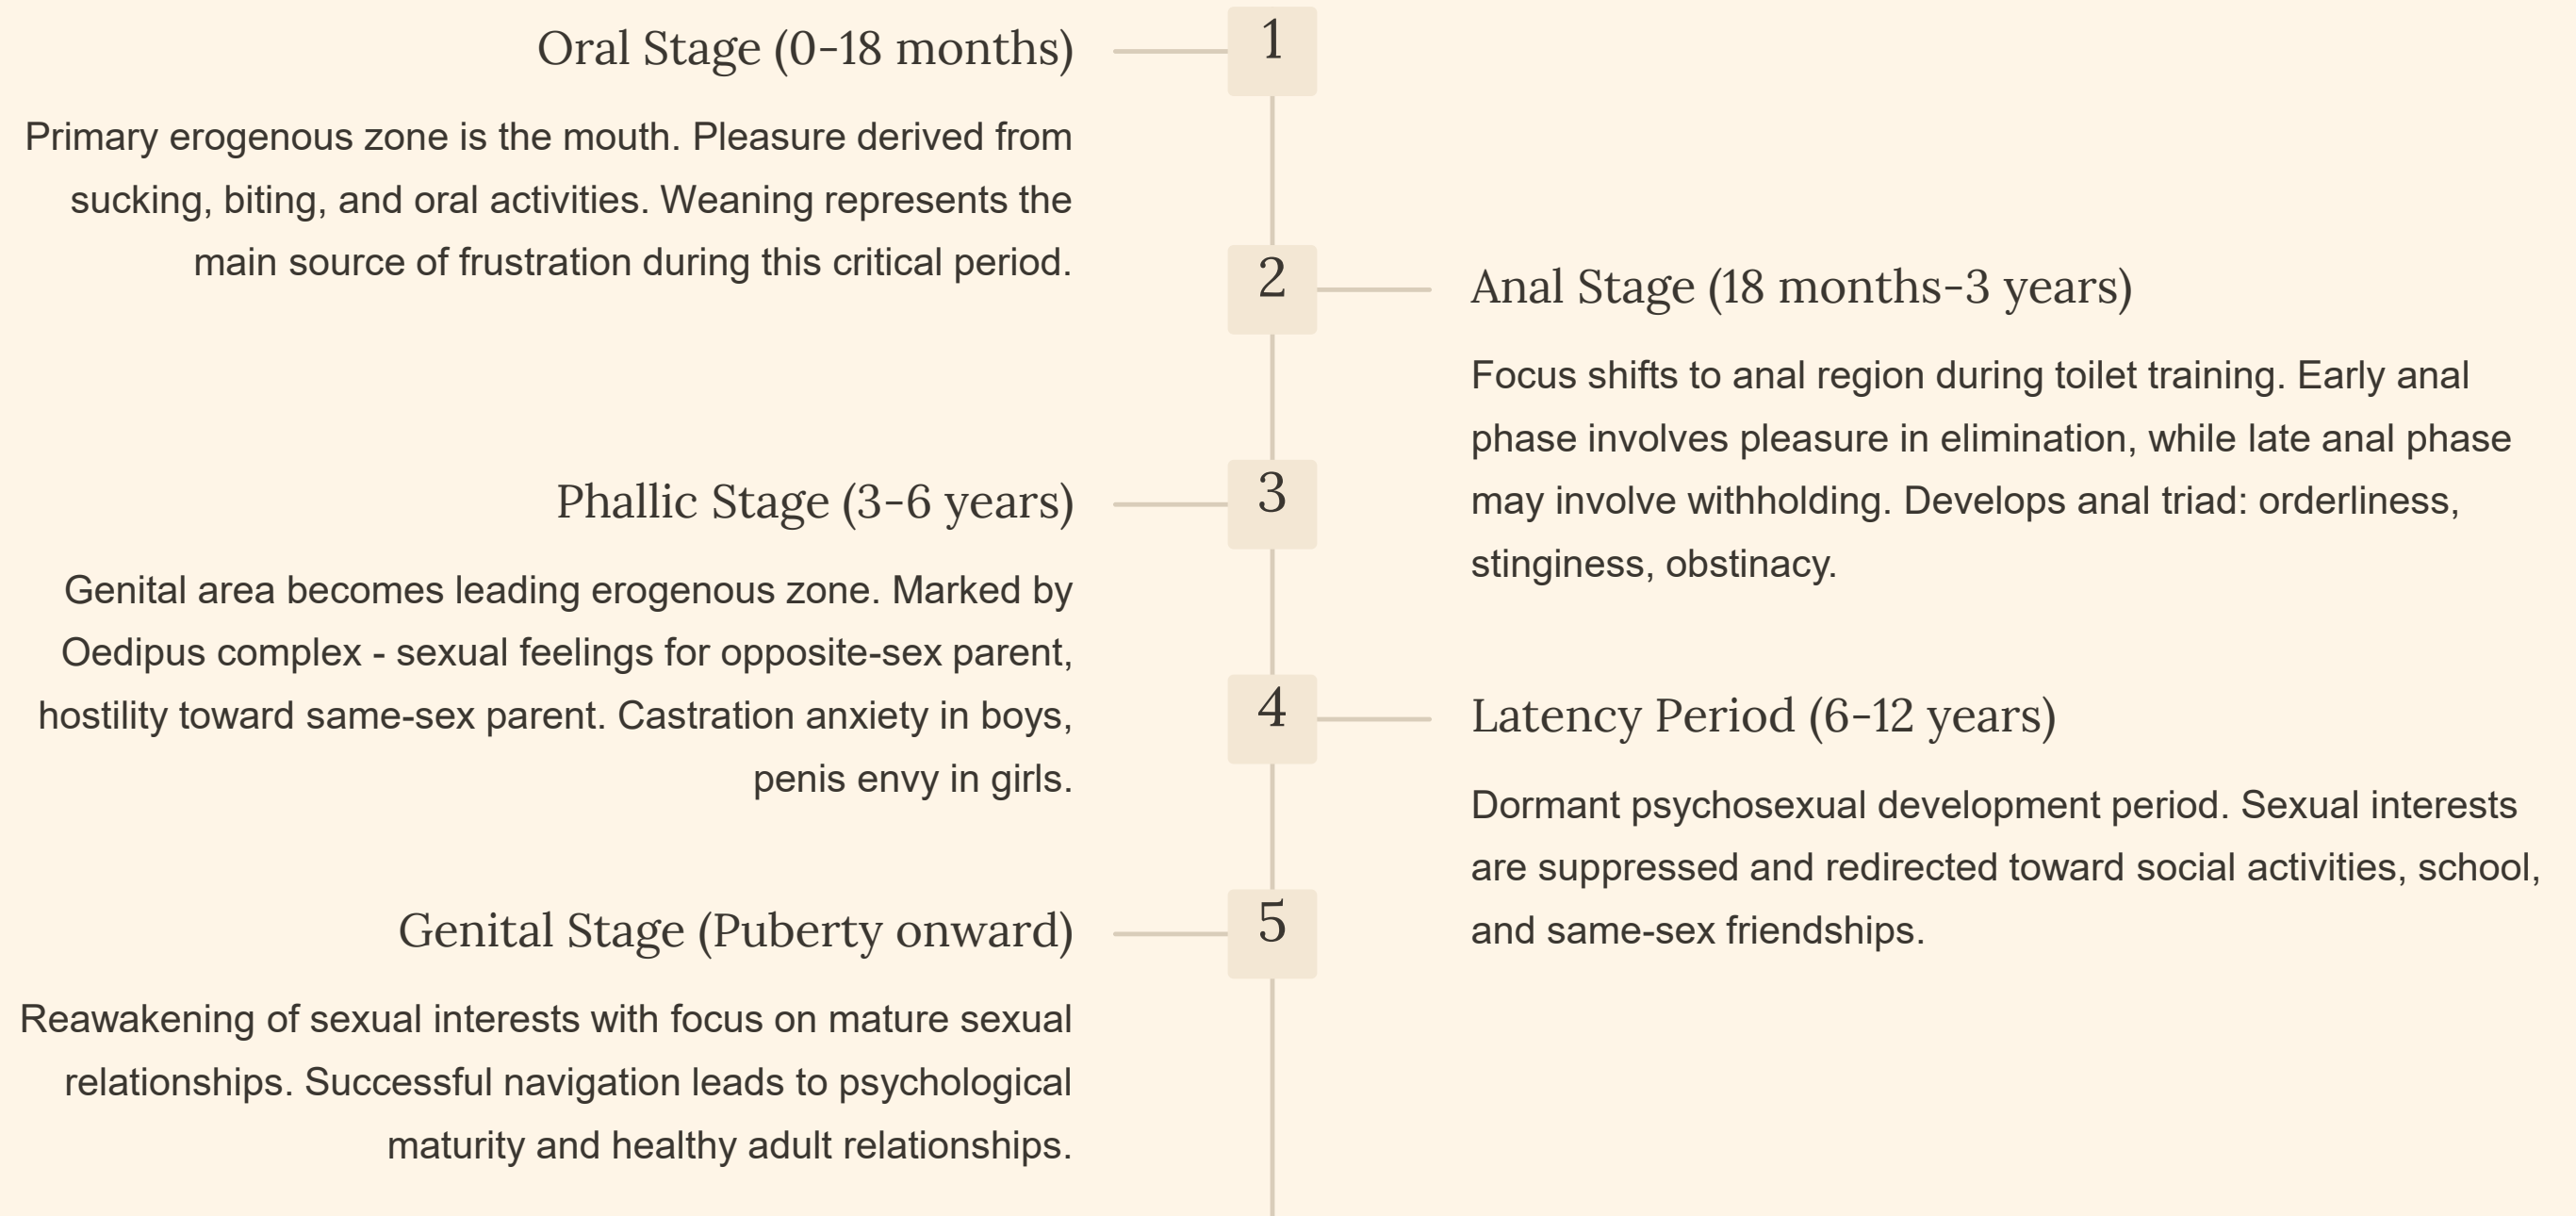 1
Oral Stage (0-18 months)
Primary erogenous zone is the mouth. Pleasure derived from
sucking, biting, and oral activities. Weaning represents the
main source of frustration during this critical period.
2
Anal Stage (18 months-3 years)
Focus shifts to anal region during toilet training. Early anal
phase involves pleasure in elimination, while late anal phase
may involve withholding. Develops anal triad: orderliness,
stinginess, obstinacy.
3
Phallic Stage (3-6 years)
Genital area becomes leading erogenous zone. Marked by
Oedipus complex - sexual feelings for opposite-sex parent,
hostility toward same-sex parent. Castration anxiety in boys,
penis envy in girls.
4
Latency Period (6-12 years)
Dormant psychosexual development period. Sexual interests
are suppressed and redirected toward social activities, school,
and same-sex friendships.
5
Genital Stage (Puberty onward)
Reawakening of sexual interests with focus on mature sexual
relationships. Successful navigation leads to psychological
maturity and healthy adult relationships.